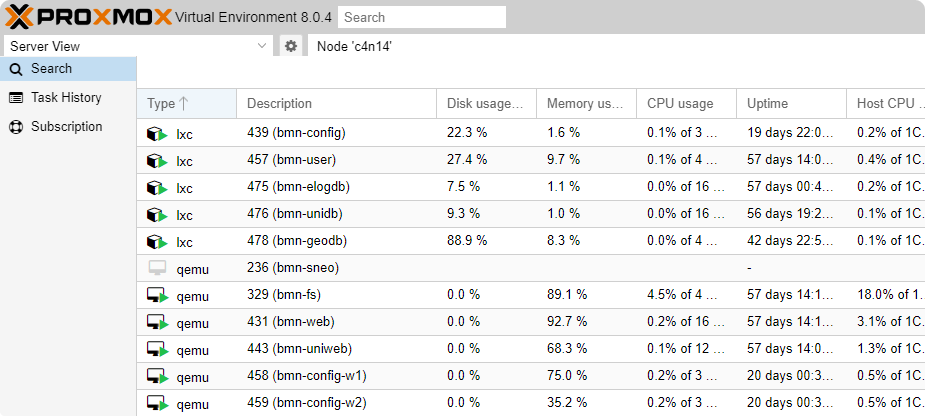 PROXMOX Virtual Environment 8.0.4 Search
Server View Node 'c4n14'
Search
Task History
Subscription
Type Description Disk usage... Memory us... CPU usage Uptime Host CPU ...
lxc 439 (bmn-config) 22.3 % 1.6 % 0.1% of 3 ... 19 days 22:0... 0.2% of 1C...
lxc 457 (bmn-user) 27.4 % 9.7 % 0.1% of 4 ... 57 days 14:0... 0.4% of 1C...
lxc 475 (bmn-elogdb) 7.5 % 1.1 % 0.0% of 16 ... 57 days 00:4... 0.2% of 1C...
lxc 476 (bmn-unidb) 9.3 % 1.0 % 0.0% of 16 ... 56 days 19:2... 0.1% of 1C...
lxc 478 (bmn-geodb) 88.9 % 8.3 % 0.0% of 4 ... 42 days 22:5... 0.1% of 1C...
qemu 236 (bmn-sneo) -
qemu 329 (bmn-fs) 0.0 % 89.1 % 4.5% of 4 ... 57 days 14:1... 18.0% of 1...
qemu 431 (bmn-web) 0.0 % 92.7 % 0.2% of 16 ... 57 days 14:1... 3.1% of 1C...
qemu 443 (bmn-uniweb) 0.0 % 68.3 % 0.1% of 12 ... 57 days 14:0... 1.3% of 1C...
qemu 458 (bmn-config-w1) 0.0 % 75.0 % 0.2% of 3 ... 20 days 00:3... 0.5% of 1C...
qemu 459 (bmn-config-w2) 0.0 % 35.2 % 0.2% of 3 ... 20 days 00:3... 0.5% of 1C...